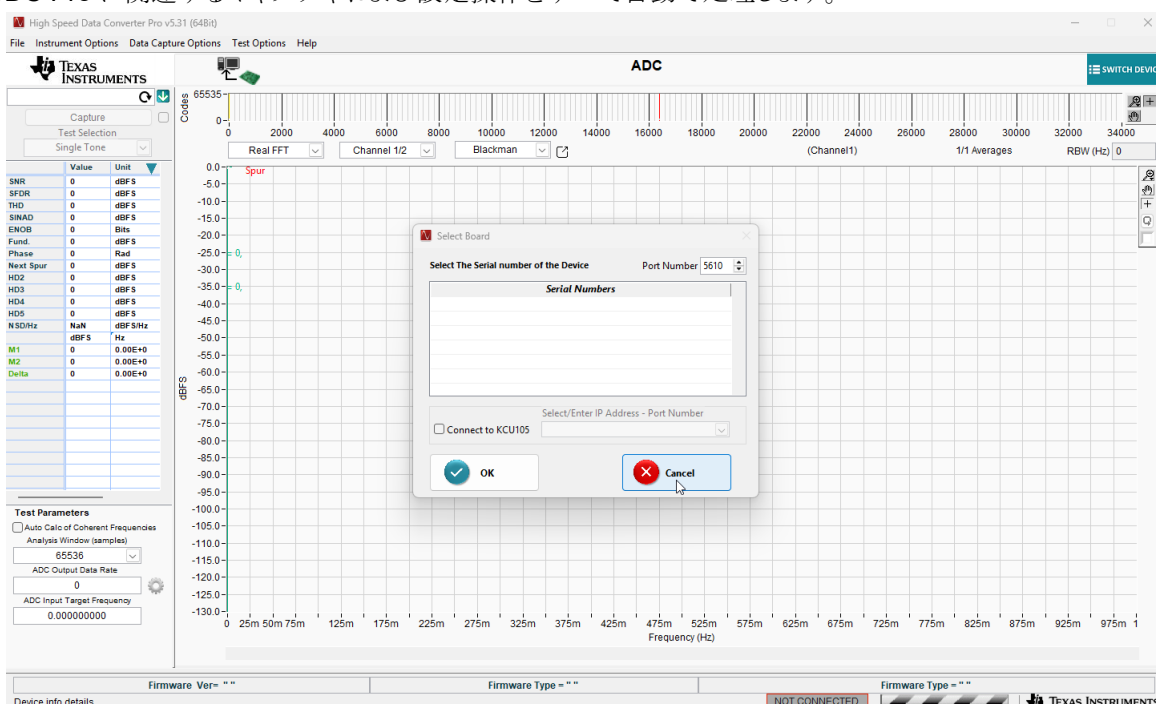 High Speed Data Converter Pro v5.31 (64Bit)
File Instrument Options Data Capture Options Test Options Help
TEXAS INSTRUMENTS
ADC
SWITCH DEVIC
Codes
65535
0
0 2000 4000 6000 8000 10000 12000 14000 16000 18000 20000 22000 24000 26000 28000 30000 32000 34000
Capture
Test Selection
Single Tone
Real FFT Channel 1/2 Blackman (Channel1) 1/1 Averages RBW (Hz) 0
Value Unit
SNR 0 dBFS
SFDR 0 dBFS
THD 0 dBFS
SINAD 0 dBFS
ENOB 0 Bits
Fund. 0 dBFS
Phase 0 Rad
Next Spur 0 dBFS
HD2 0 dBFS
HD3 0 dBFS
HD4 0 dBFS
HD5 0 dBFS
NSD/Hz NaN dBFS/Hz
dBFS Hz
M1 0 0.00E+0
M2 0 0.00E+0
Delta 0 0.00E+0
Test Parameters
Auto Calc of Coherent Frequencies
Analysis Window (samples)
65536
ADC Output Data Rate
0
ADC Input Target Frequency
0.000000000
Spur
= 0,
= 0,
dBFS
0.0
-5.0
-10.0
-15.0
-20.0
-25.0
-30.0
-35.0
-40.0
-45.0
-50.0
-55.0
-60.0
-65.0
-70.0
-75.0
-80.0
-85.0
-90.0
-95.0
-100.0
-105.0
-110.0
-115.0
-120.0
-125.0
-130.0
0 25m 50m 75m 125m 175m 225m 275m 325m 375m 425m 475m 525m 575m 625m 675m 725m 775m 825m 875m 925m 975m 1
Frequency (Hz)
Select Board
Select The Serial number of the Device Port Number 5610
Serial Numbers
Select/Enter IP Address - Port Number
Connect to KCU105
OK Cancel
Firmware Ver= " " Firmware Type = " " Firmware Type = " "
Device info details NOT CONNECTED TEXAS INSTRUMENTS